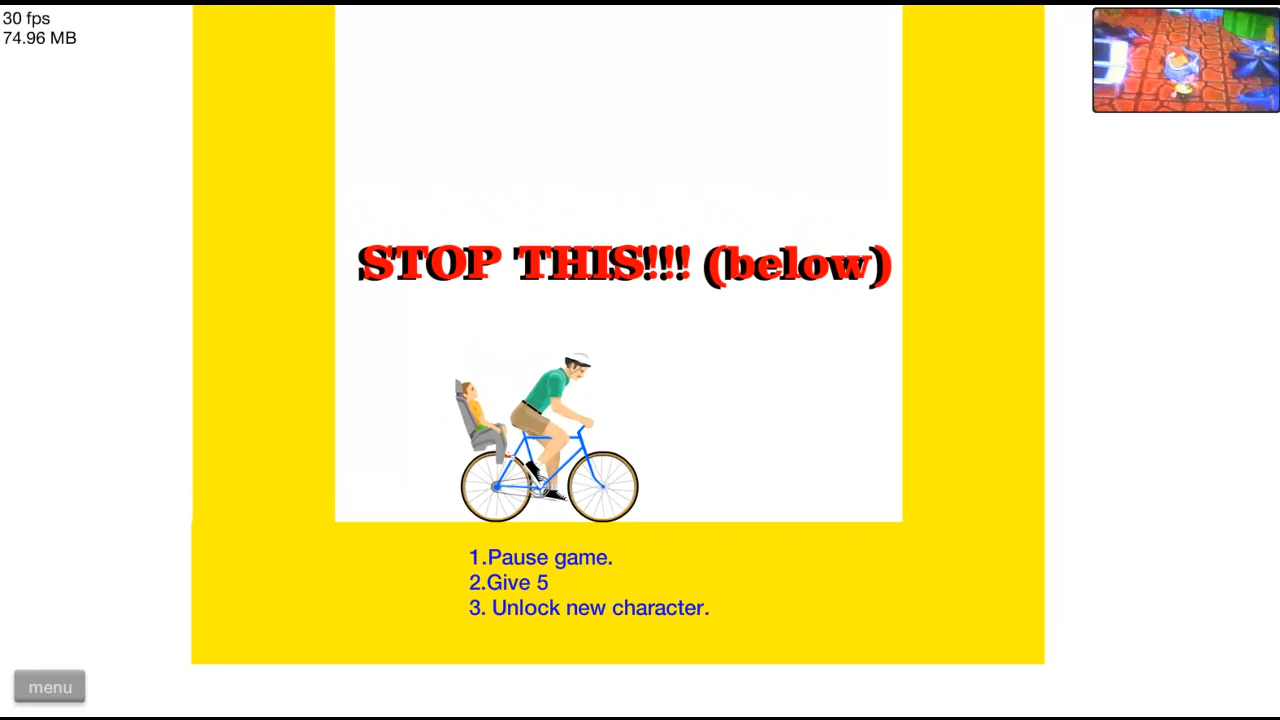 30 fps
74.96 MB
STOP THIS!!! (below)
1.Pause game.
2.Give 5
3. Unlock new character.
menu